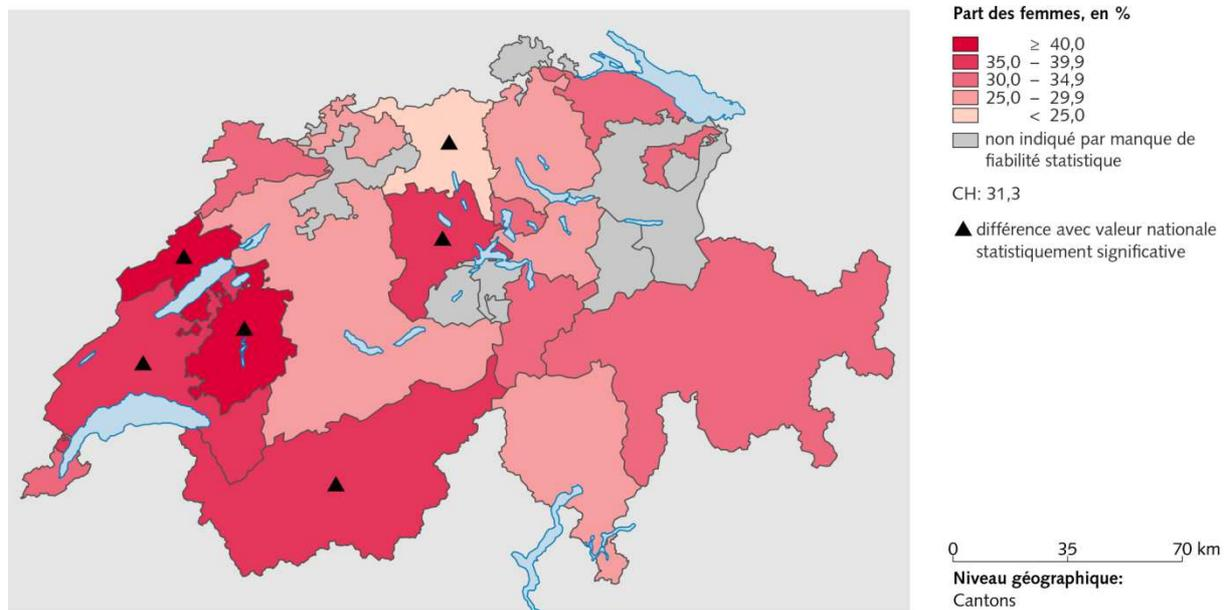 Part des femmes, en %
≥ 40,0
35,0 – 39,9
30,0 – 34,9
25,0 – 29,9
< 25,0
non indiqué par manque de
fiabilité statistique
CH: 31,3
différence avec valeur nationale
statistiquement significative
0 35 70 km
Niveau géographique:
Cantons